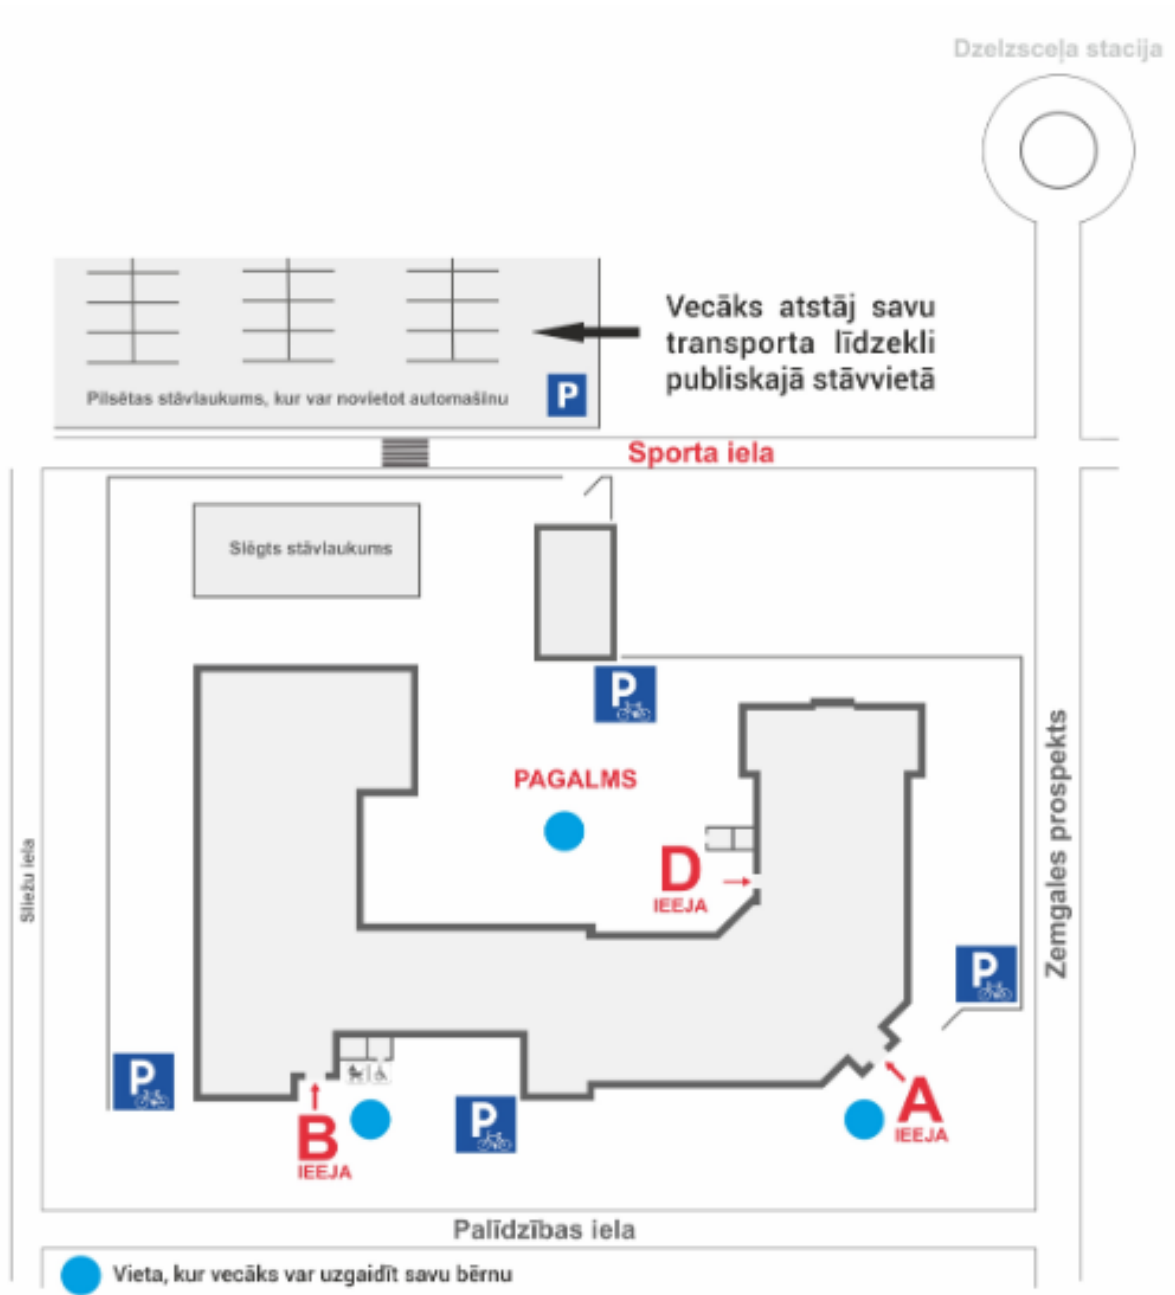 Dzelzsceļa stacija
Vecāks atstāj savu
transporta līdzekli
publiskajā stāvvietā
Pilsētas stāvlaukums, kur var novietot automašīnu
P
Sporta iela
Slēgts stāvlaukums
P
PAGALMS
D
IEEJA
Zemgales prospekts
Sliežu iela
P
P
P
B
IEEJA
A
IEEJA
Palīdzības iela
Vieta, kur vecāks var uzgaidīt savu bērnu